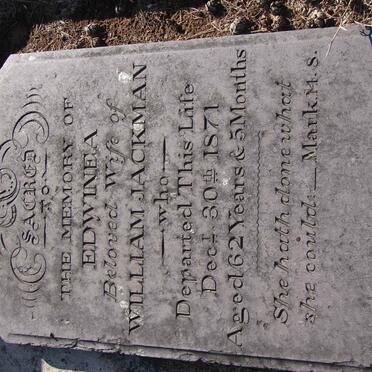 SACRED
TO
THE MEMORY OF
EDWINEA
Beloved Wife of
WILLIAM JACKMAN
who
Departed This Life
Decr 30th 1871
Aged 62 Years & 5 Months
She hath done what
she could. Mark. 14. 8.